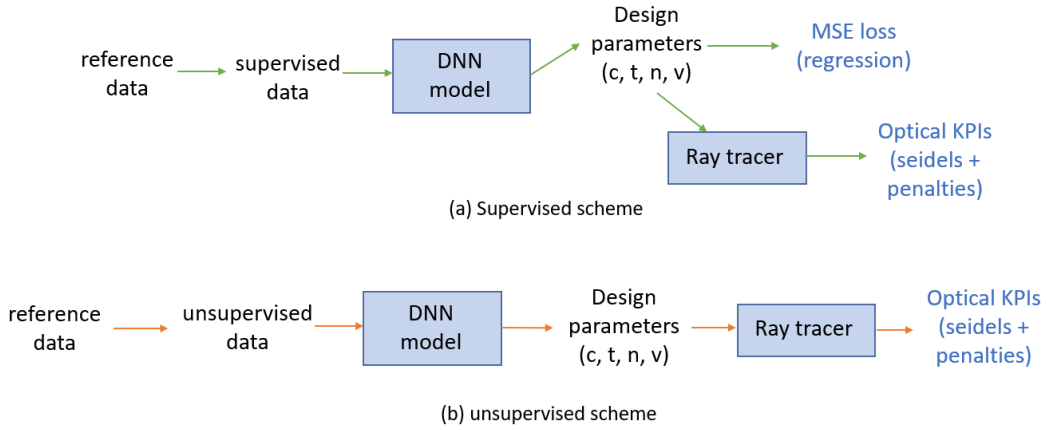 reference
data
supervised
data
DNN
model
Design
parameters
(c, t, n, v)
MSE loss
(regression)
Ray tracer
Optical KPIs
(seidels +
penalties)
(a) Supervised scheme
reference
data
unsupervised
data
DNN
model
Design
parameters
(c, t, n, v)
Ray tracer
Optical KPIs
(seidels +
penalties)
(b) unsupervised scheme